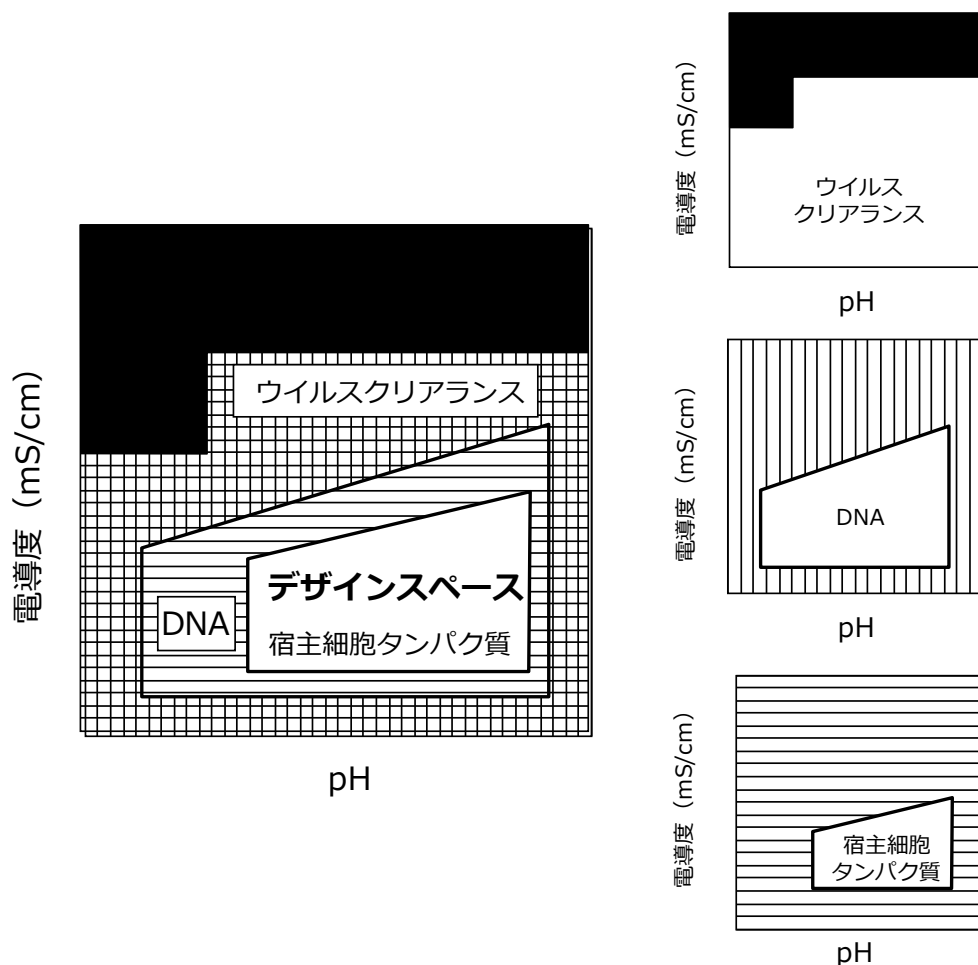 電導度（mS/cm）
ウイルスクリアランス
デザインスペース
DNA
宿主細胞タンパク質
pH
電導度（mS/cm）
ウイルス
クリアランス
pH
電導度（mS/cm）
DNA
pH
電導度（mS/cm）
宿主細胞
タンパク質
pH